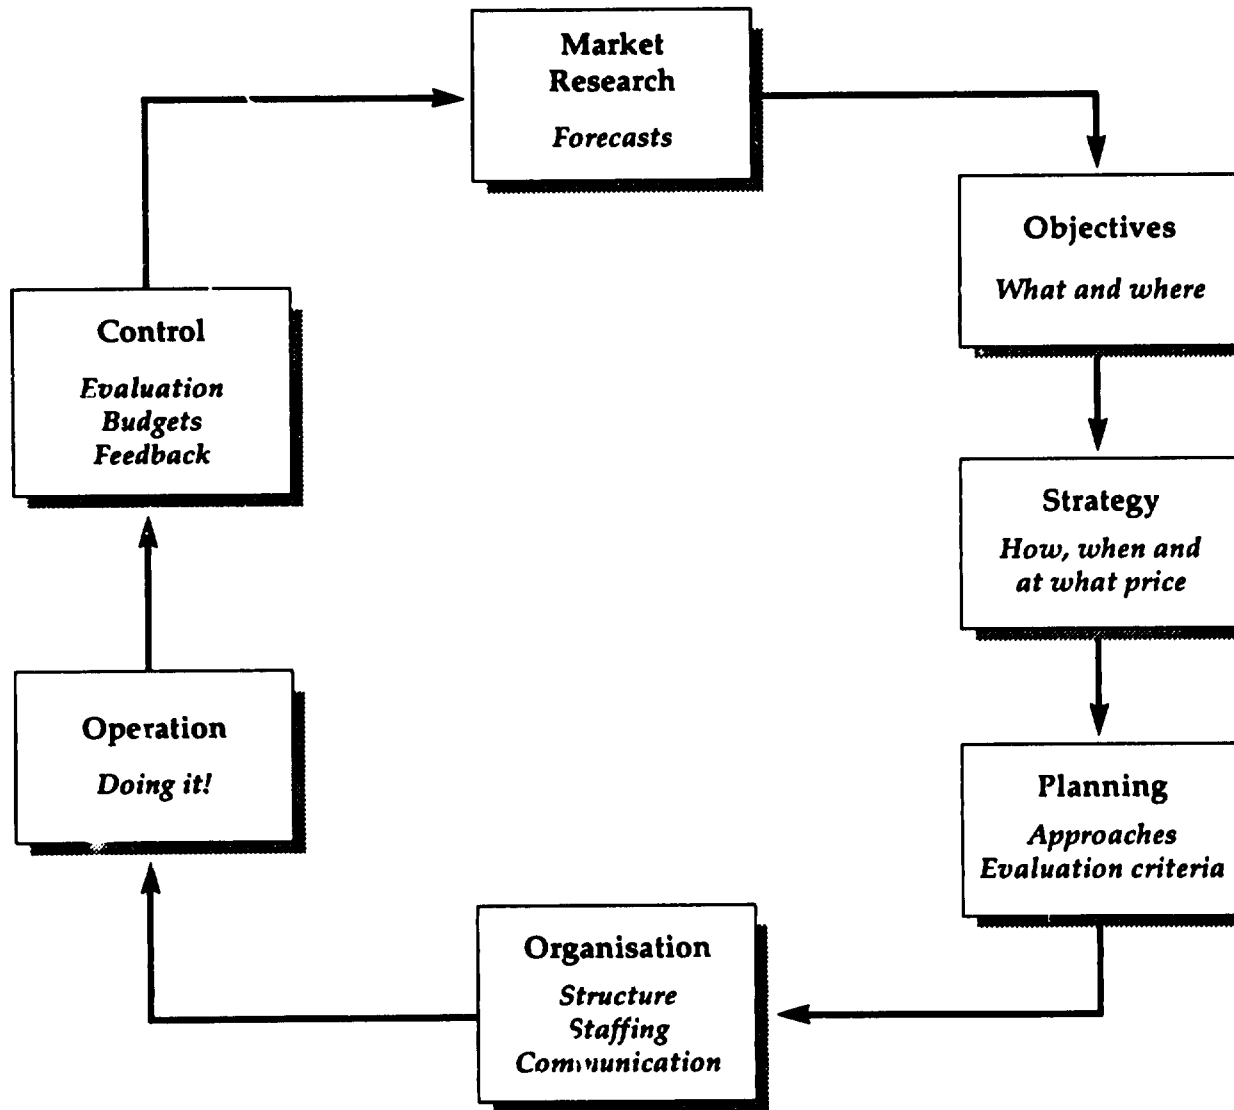 Market
Research
Forecasts
Objectives
What and where
Strategy
How, when and
at what price
Planning
Approaches
Evaluation criteria
Organisation
Structure
Staffing
Communication
Operation
Doing it!
Control
Evaluation
Budgets
Feedback